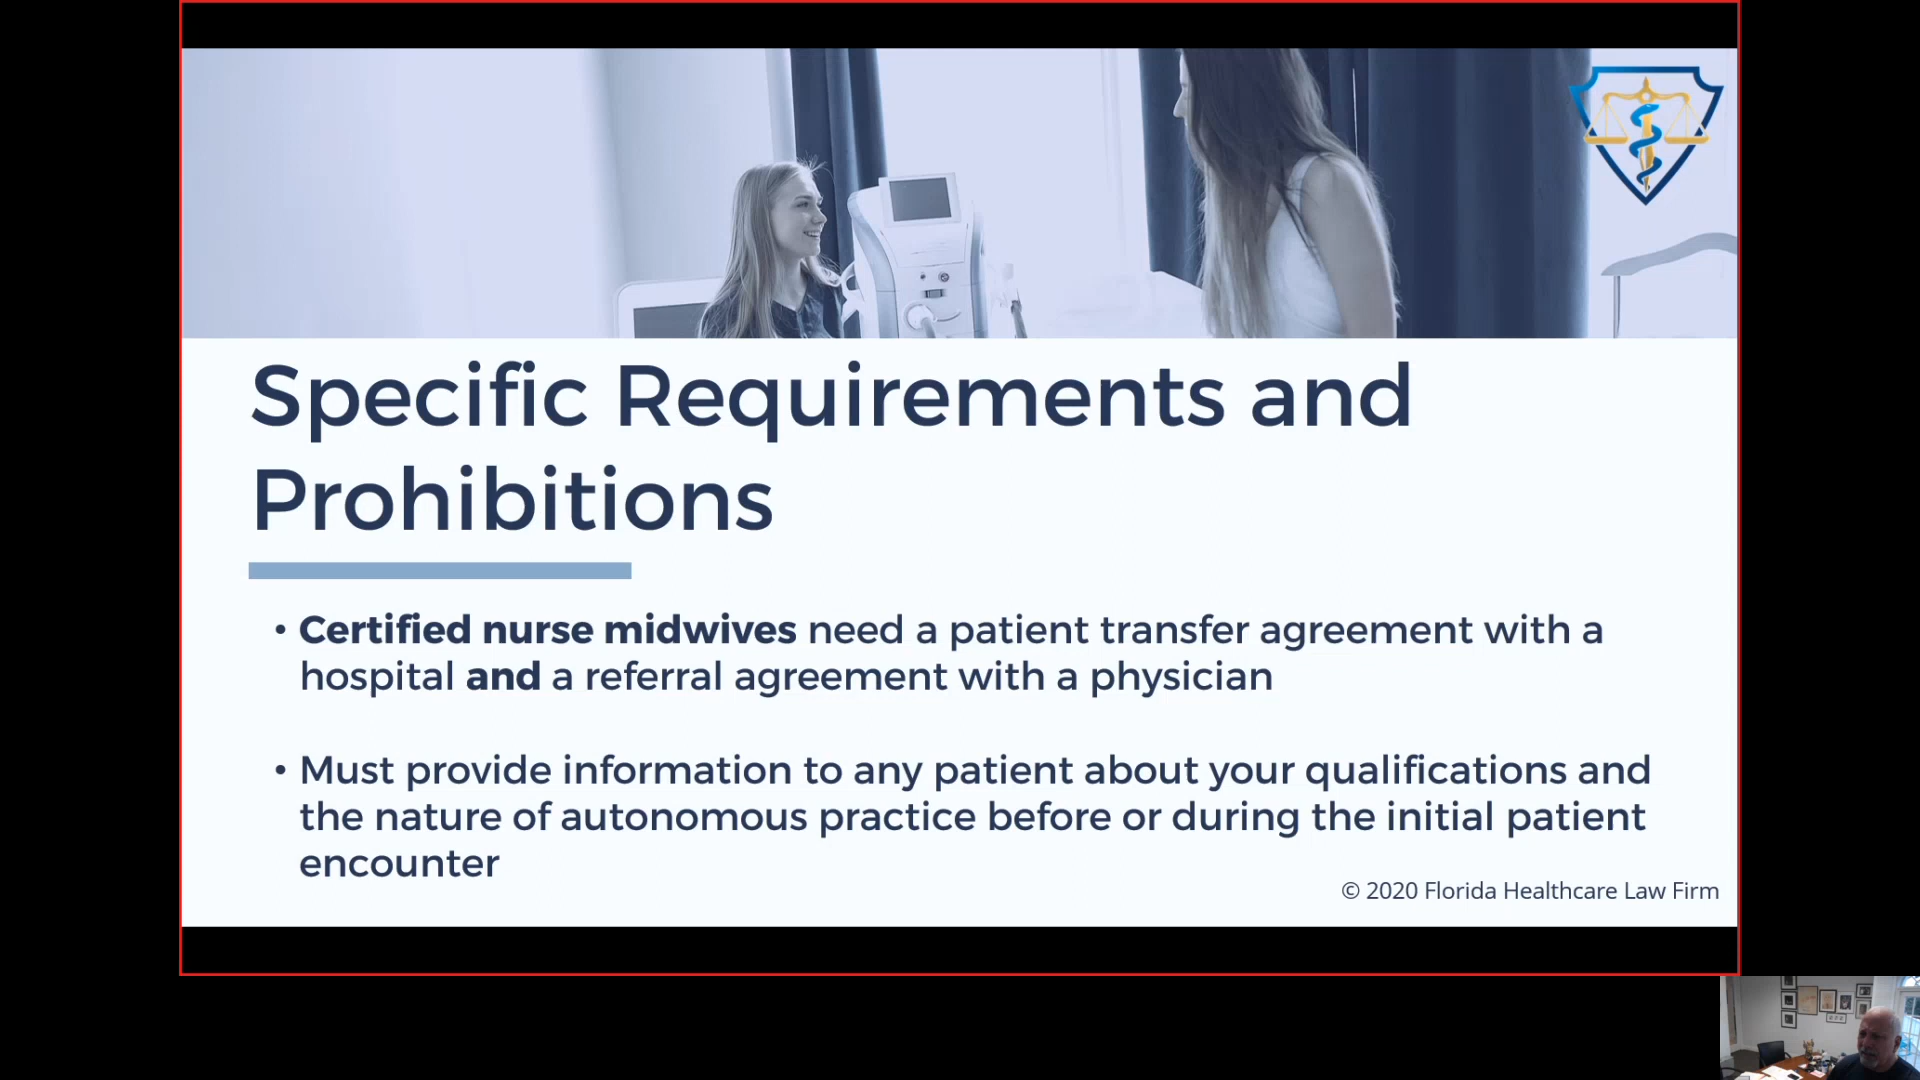 Specific Requirements and
Prohibitions
• Certified nurse midwives need a patient transfer agreement with a
hospital and a referral agreement with a physician
• Must provide information to any patient about your qualifications and
the nature of autonomous practice before or during the initial patient
encounter
© 2020 Florida Healthcare Law Firm